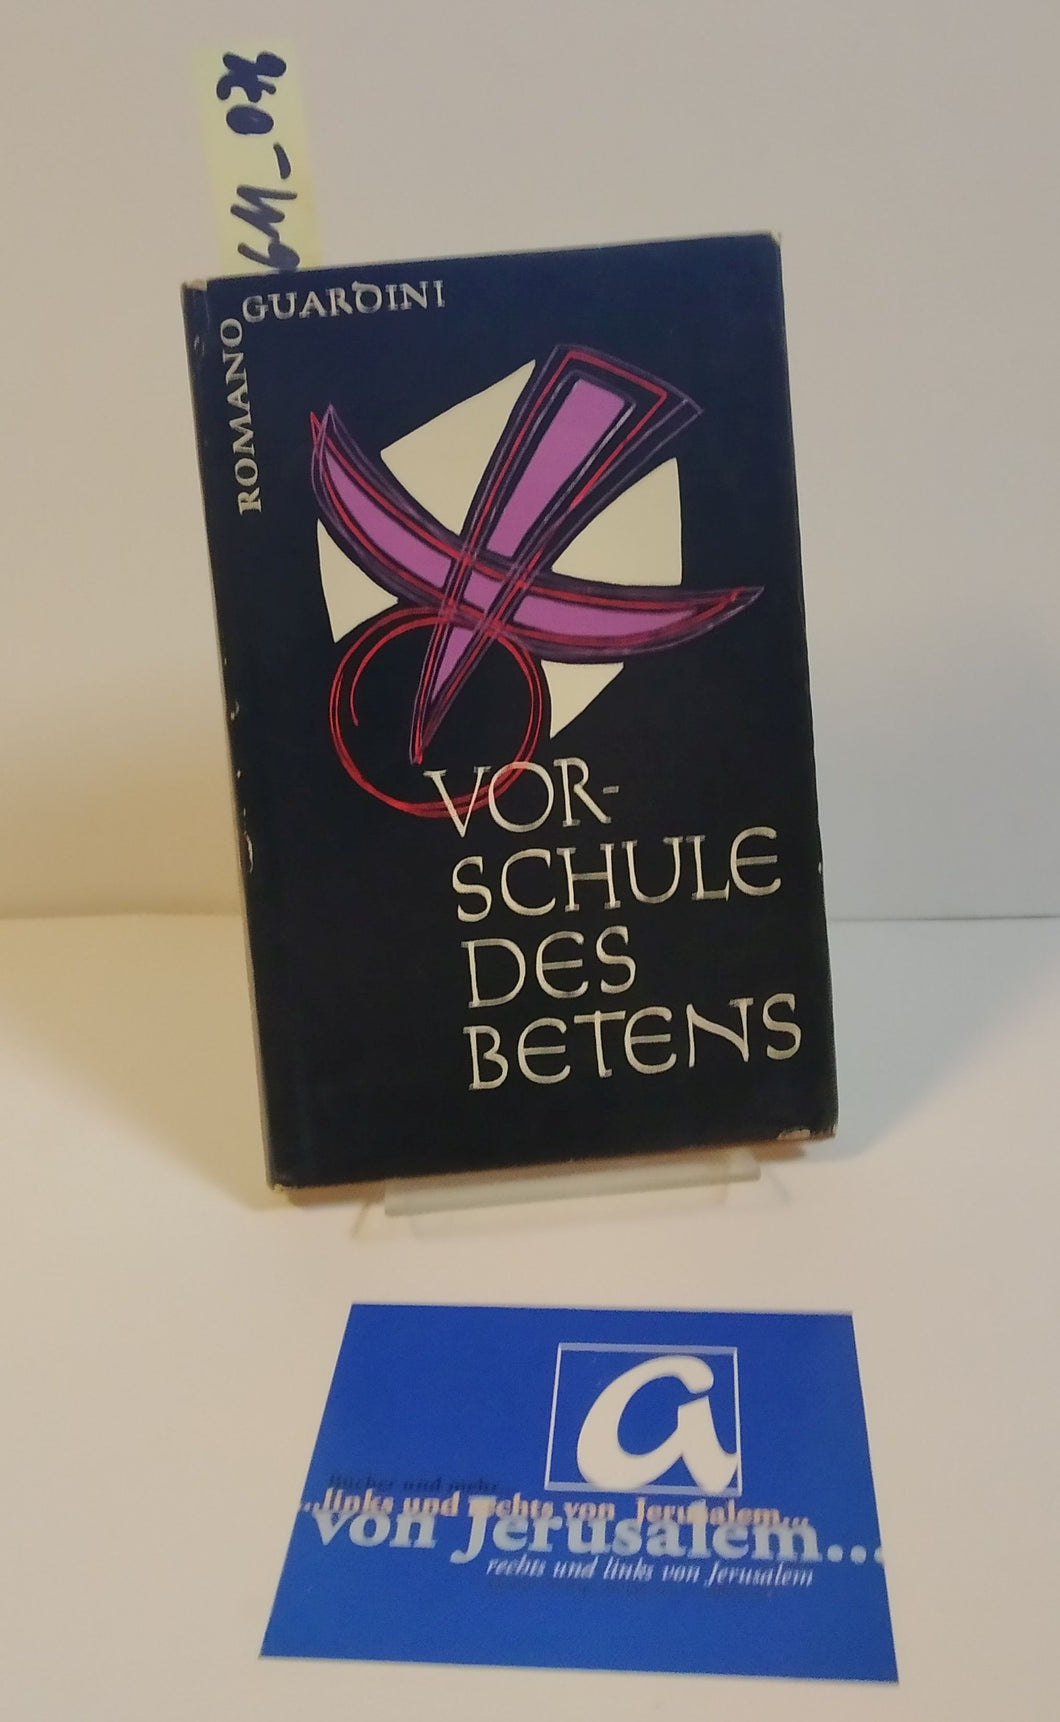 GM_076
ROMANO
GUARDINI
VOR-
SCHULE
DES
BETENS
a
Bücher und mehr
...links und rechts von Jerusalem...
von Jerusalem...
rechts und links von Jerusalem